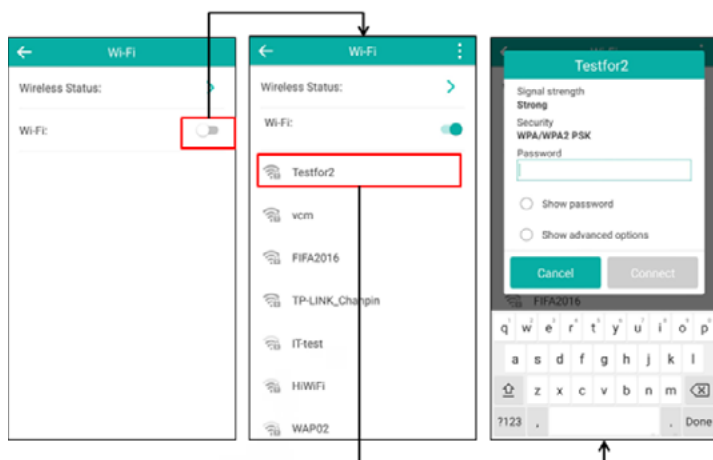 Wi-Fi
Wireless Status:
Wi-Fi:
Wi-Fi
Wireless Status:
Wi-Fi:
Testfor2
vcm
FIFA2016
TP-LINK_Chanpin
IT-test
HiWiFi
WAP02
Testfor2
Signal strength
Strong
Security
WPA/WPA2 PSK
Password
Show password
Show advanced options
Cancel Connect
FIFA2016
q w e r t y u i o p
a s d f g h j k l
z x c v b n m
?123 , . Done